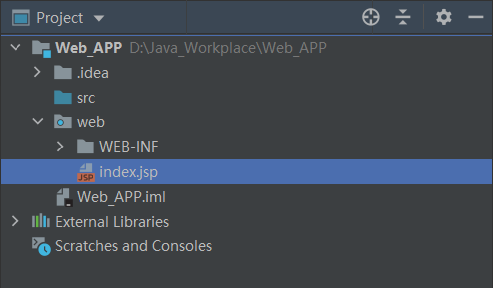 Project
Web_APP D:\Java_Workplace\Web_APP
.idea
src
web
WEB-INF
JSP index.jsp
Web_APP.iml
External Libraries
Scratches and Consoles